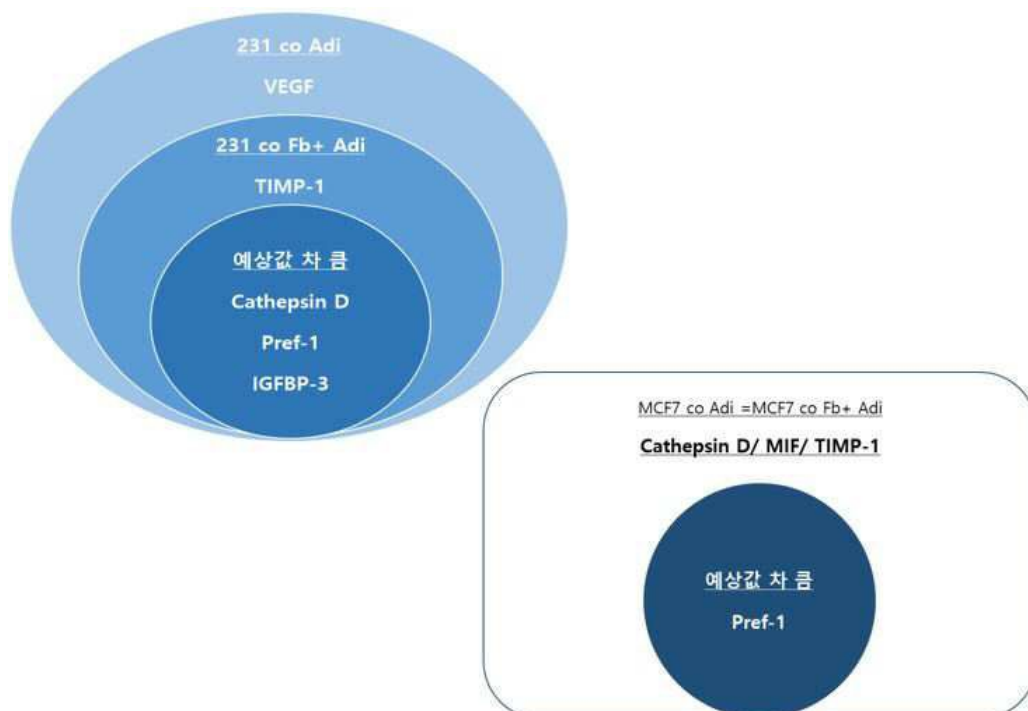 231 co Adi
VEGF
231 co Fb+ Adi
TIMP-1
예상값 차 큼
Cathepsin D
Pref-1
IGFBP-3
MCF7 co Adi =MCF7 co Fb+ Adi
Cathepsin D/ MIF/ TIMP-1
예상값 차 큼
Pref-1